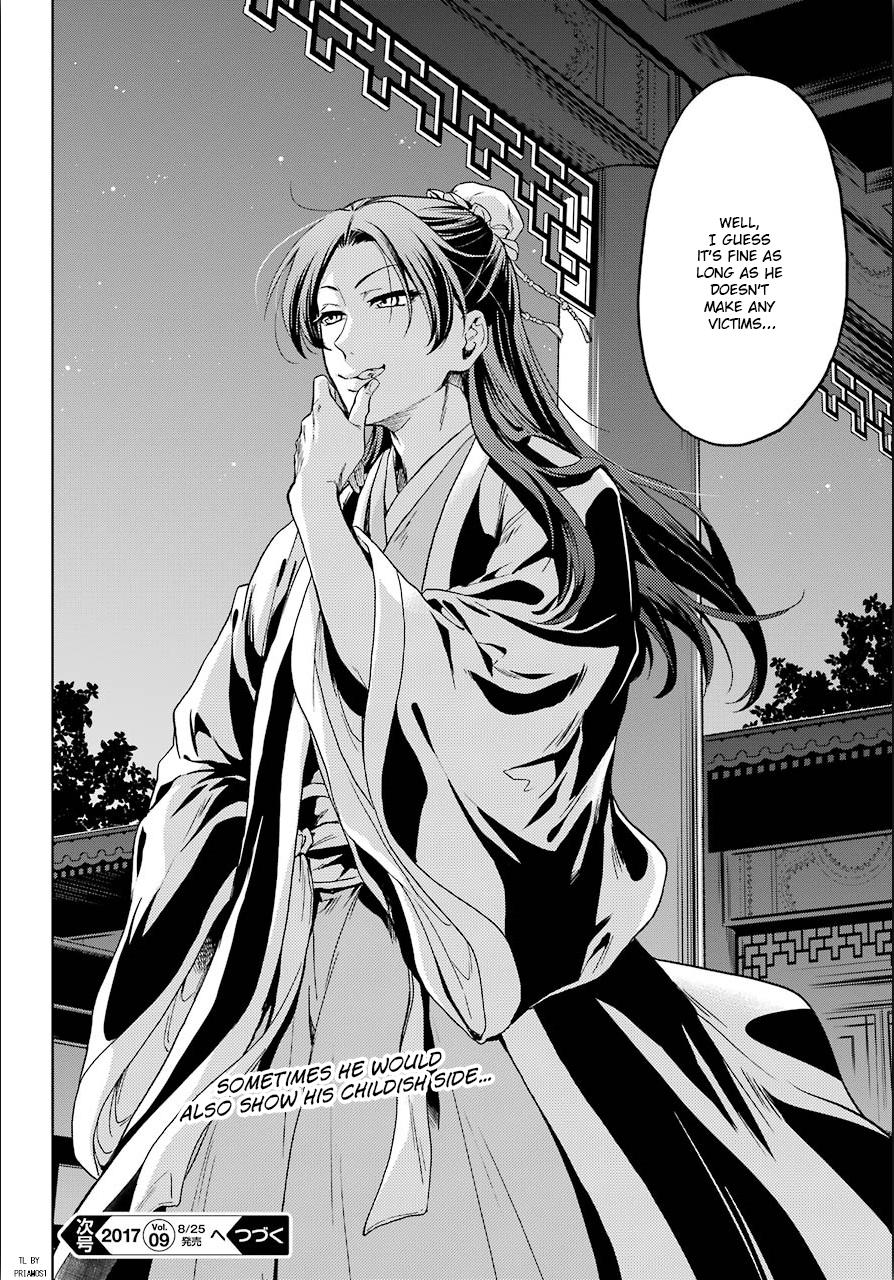 WELL,
I GUESS
IT'S FINE AS
LONG AS HE
DOESN'T
MAKE ANY
VICTIMS...
SOMETIMES HE WOULD
ALSO SHOW HIS CHILDISH SIDE...
次号 2017 Vol. 09 8/25 発売 へ つづく
TL BY
PRIAMOS1